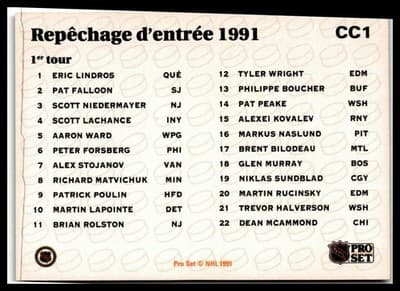 Repêchage d'entrée 1991 CC1
1er tour
1 ERIC LINDROS QUÉ
2 PAT FALLOON SJ
3 SCOTT NIEDERMAYER NJ
4 SCOTT LACHANCE INY
5 AARON WARD WPG
6 PETER FORSBERG PHI
7 ALEX STOJANOV VAN
8 RICHARD MATVICHUK MIN
9 PATRICK POULIN HFD
10 MARTIN LAPOINTE DET
11 BRIAN ROLSTON NJ
12 TYLER WRIGHT EDM
13 PHILIPPE BOUCHER BUF
14 PAT PEAKE WSH
15 ALEXEI KOVALEV RNY
16 MARKUS NASLUND PIT
17 BRENT BILODEAU MTL
18 GLEN MURRAY BOS
19 NIKLAS SUNDBLAD CGY
20 MARTIN RUCINSKY EDM
21 TREVOR HALVERSON WSH
22 DEAN MCAMMOND CHI
Pro Set © NHL 1991
PRO
SET